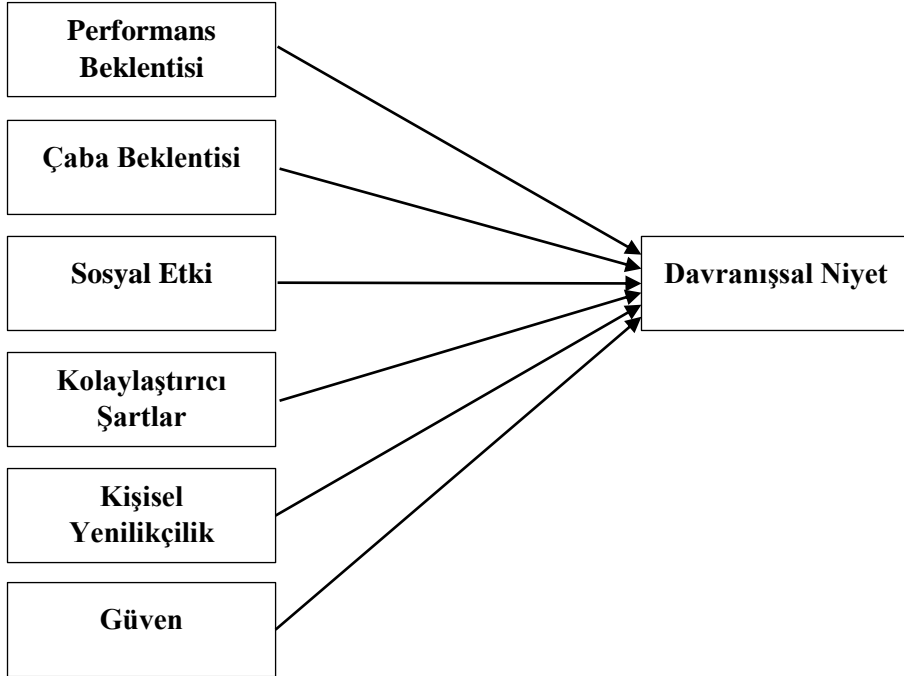 Performans
Beklentisi
Çaba Beklentisi
Sosyal Etki
Davranışsal Niyet
Kolaylaştırıcı
Şartlar
Kişisel
Yenilikçilik
Güven